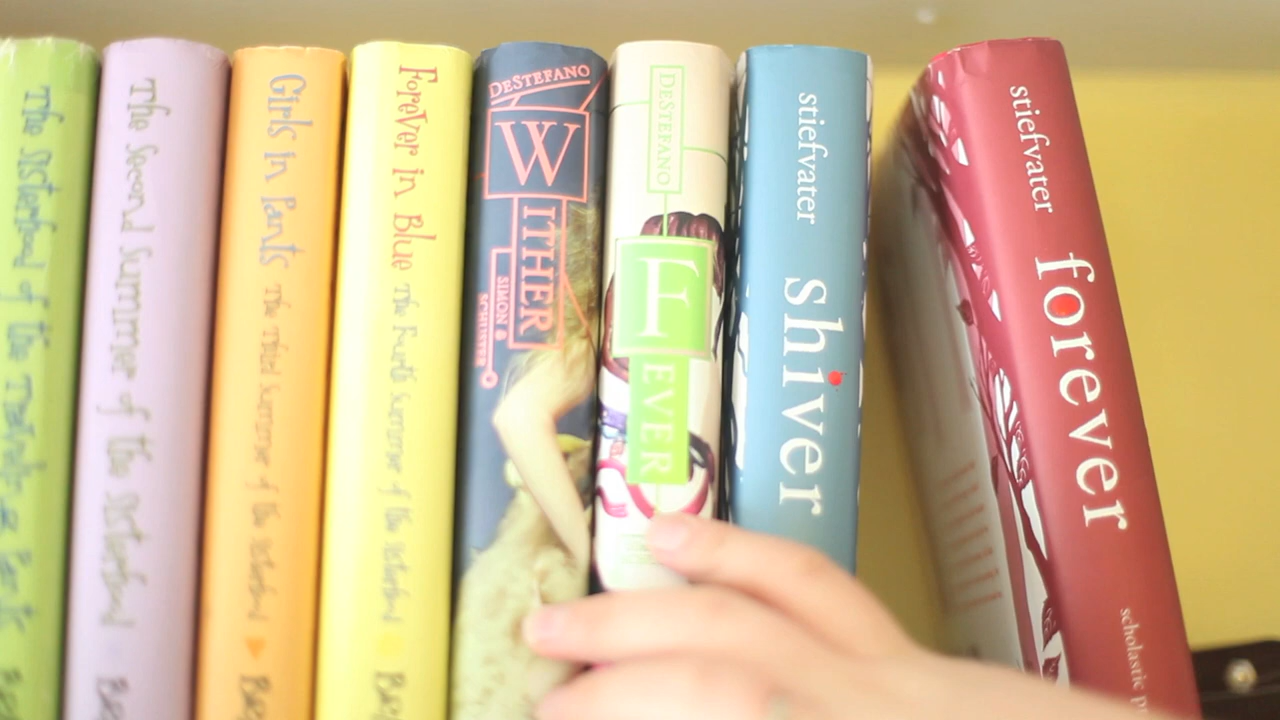 The Sisterhood of the Traveling Pants
The Second Summer of the Sisterhood
Girls in Pants The Third Summer of the Sisterhood
Forever in Blue The Fourth Summer of the Sisterhood
DESTEFANO
WITHER
SIMON &
SCHUSTER
DESTEFANO
FEVER
stiefvater
shiver
stiefvater
forever
scholastic